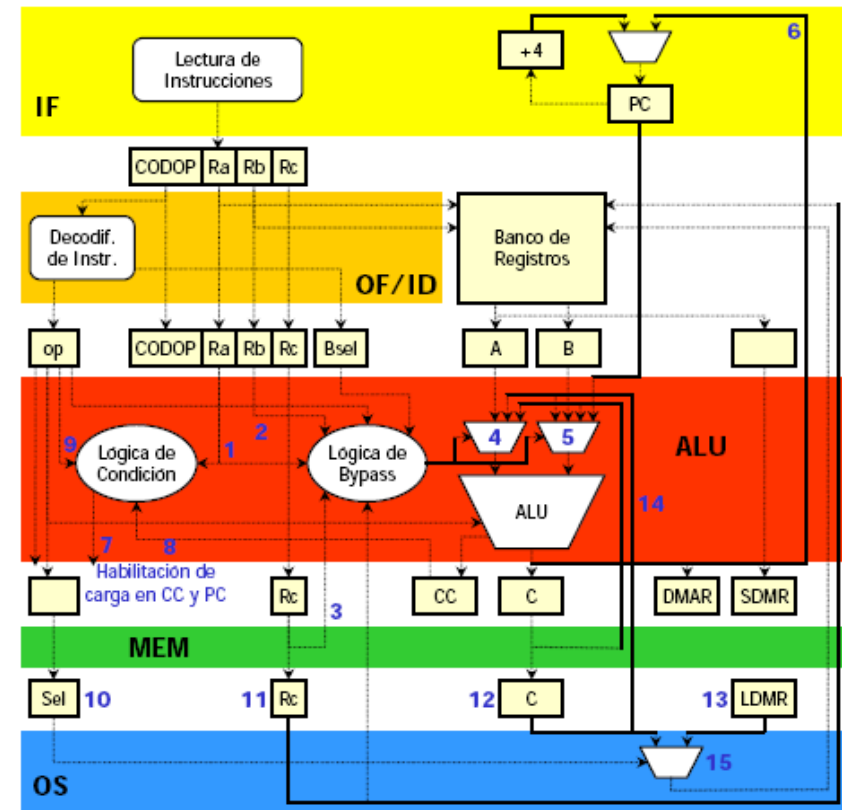 6
Lectura de
Instrucciones
+4
PC
IF
CODOP Ra Rb Rc
Decodif.
de Instr.
Banco de
Registros
OF/ID
op CODOP Ra Rb Rc Bsel A B
9
Lógica de
Condición
1
2
Lógica de
Bypass
4
5
ALU
ALU
14
7
8
Habilitación de
carga en CC y PC
Rc
3
CC
C
DMAR
SDMR
MEM
Sel
10
11
Rc
12
C
13
LDMR
15
OS